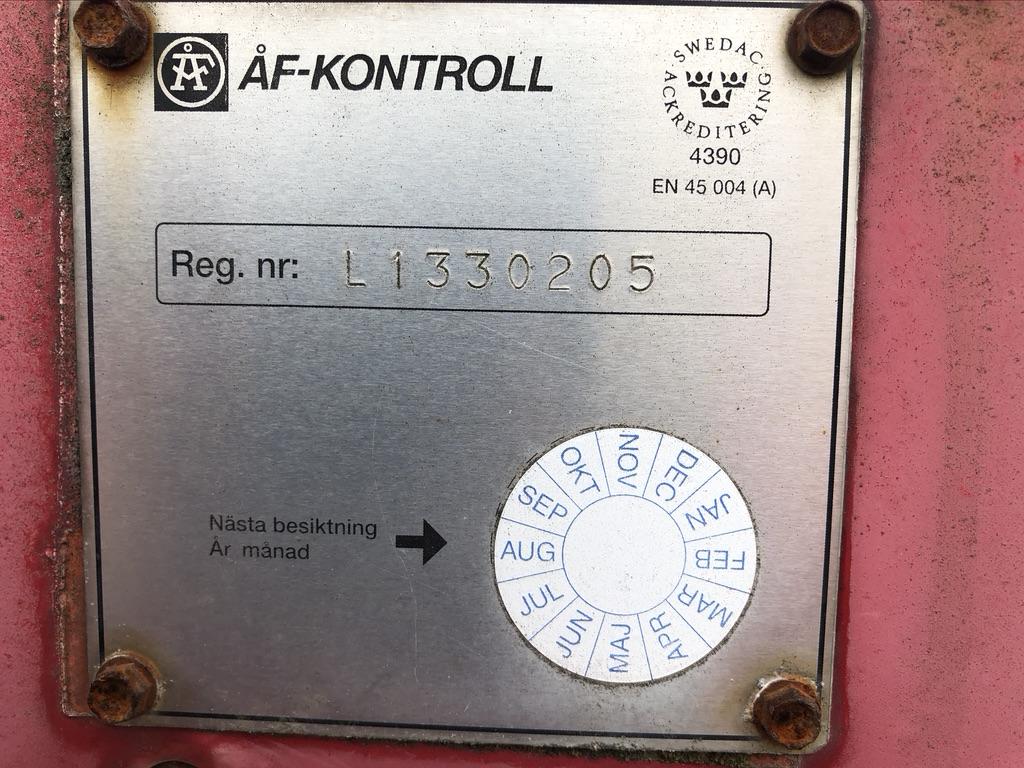 ÅF ÅF-KONTROLL
SWEDAC ACKREDITERING
4390
EN 45 004 (A)
Reg. nr: L1330205
Nästa besiktning
År månad
JAN
FEB
MAR
APR
MAJ
JUN
JUL
AUG
SEP
OKT
NOV
DEC